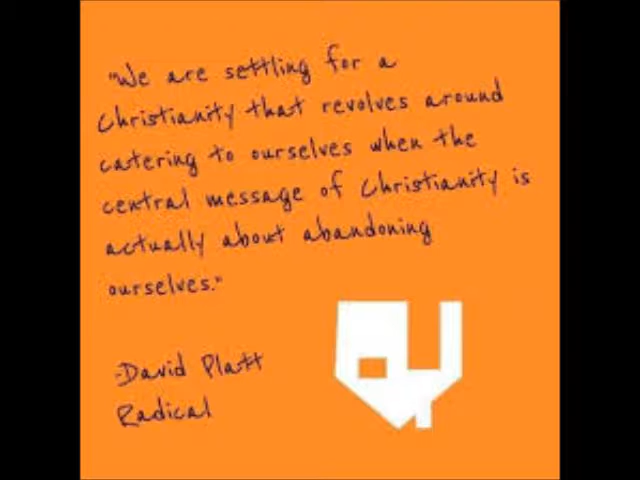 "We are settling for a
Christianity that revolves around
catering to ourselves when the
central message of Christianity is
actually about abandoning
ourselves."
-David Platt
Radical